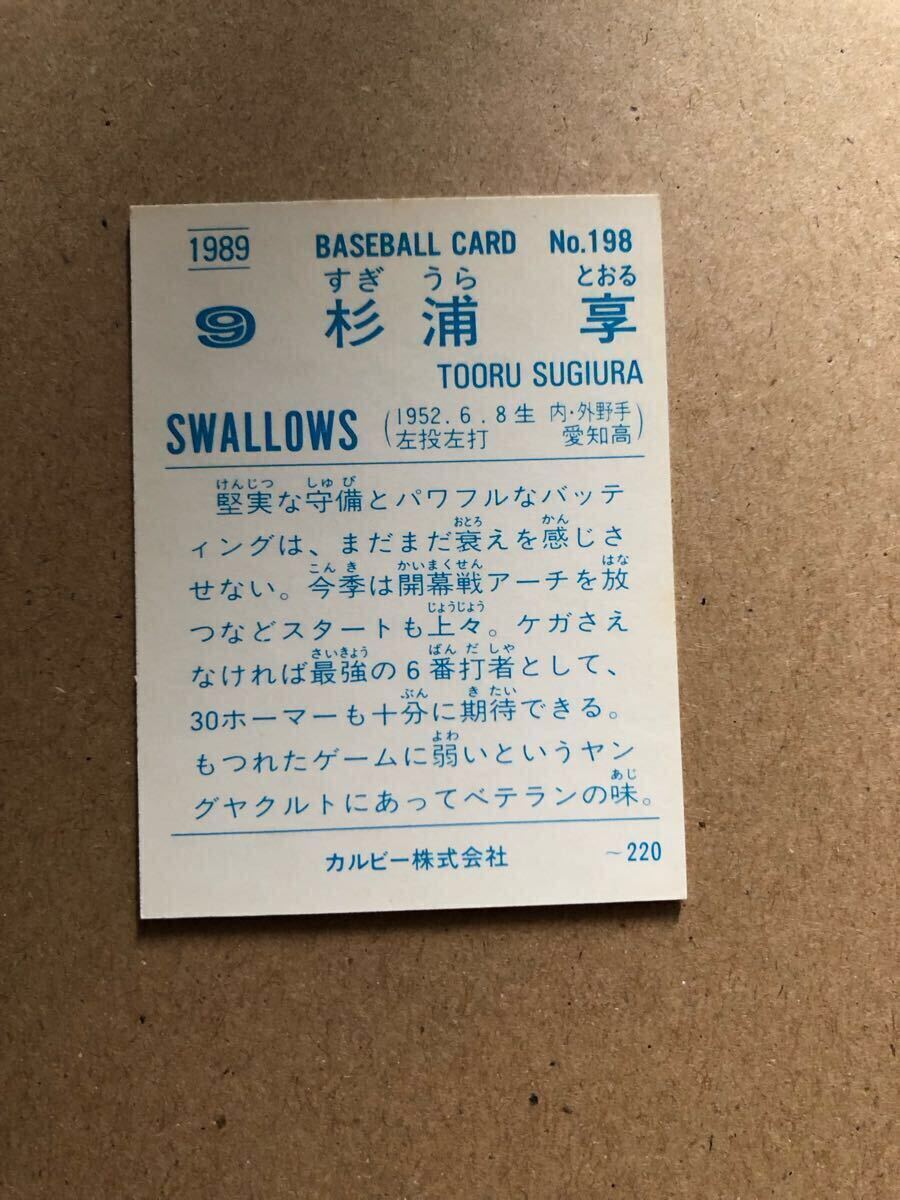 1989 BASEBALL CARD No.198
すぎ うら とおる
9 杉浦 享
TOORU SUGIURA
SWALLOWS (1952.6.8生 内・外野手
左投左打 愛知高)
けんじつ しゅび
堅実な守備とパワフルなバッテ
おとろ かん
ィングは、まだまだ衰えを感じさ
こんき かいまくせん はな
せない。今季は開幕戦アーチを放
じょうじょう
つなどスタートも上々。ケガさえ
さいきょう ばんだしゃ
なければ最強の6番打者として、
ぶん きたい
30ホーマーも十分に期待できる。
よわ
もつれたゲームに弱いというヤン
あじ
グヤクルトにあってベテランの味。
カルビー株式会社 ~220